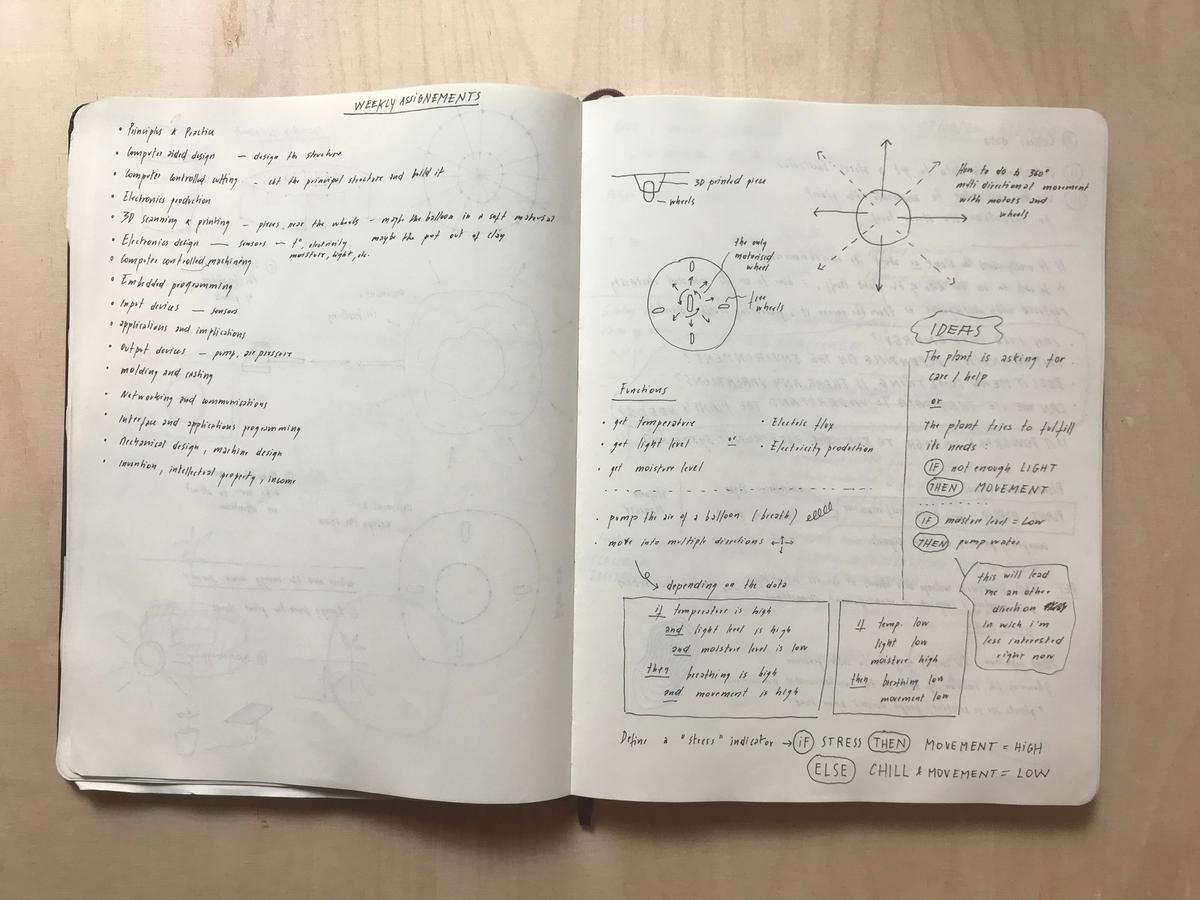 WEEKLY ASSIGNEMENTS
• Principles & Practice
• Computer aided design — design the structure
• Computer controlled cutting - cut the principal structure and build it
• Electronics production
• 3D scanning & printing - pieces near the wheels - maybe the balloon in a soft material
maybe the pot out of clay
• Electronics design — sensors — t°, electricity
moisture, light, etc.
• Computer controlled machining
• Embedded programming
• Input devices — sensors
• applications and implications
• Output devices — pump, air pressure
• molding and casting
• Networking and communications
• Interface and applications programming
• Mechanical design, machine design
• Invention, intellectual property, income
3D printed piece
wheels
How to do a 360°
multi directional movement
with motors and
wheels
the only
motorised
wheel
free
wheels
Functions
• get temperature
• get light level or
• get moisture level
• Electric flux
• Electricity production
• pump the air of a balloon (breath)
• move into multiple directions
depending on the data
if temperature is high
and light level is high
and moisture level is low
then breathing is high
and movement is high
if temp. low
light low
moisture high
then breathing low
movement low
IDEAS
The plant is asking for
care / help
or
The plant tries to fulfill
its needs :
IF not enough LIGHT
THEN MOVEMENT
IF moisture level = Low
THEN pump water
this will lead
me an other
direction
in wich i'm
less interested
right now
Define a "stress" indicator → IF STRESS THEN MOVEMENT = HIGH
ELSE CHILL & MOVEMENT = LOW